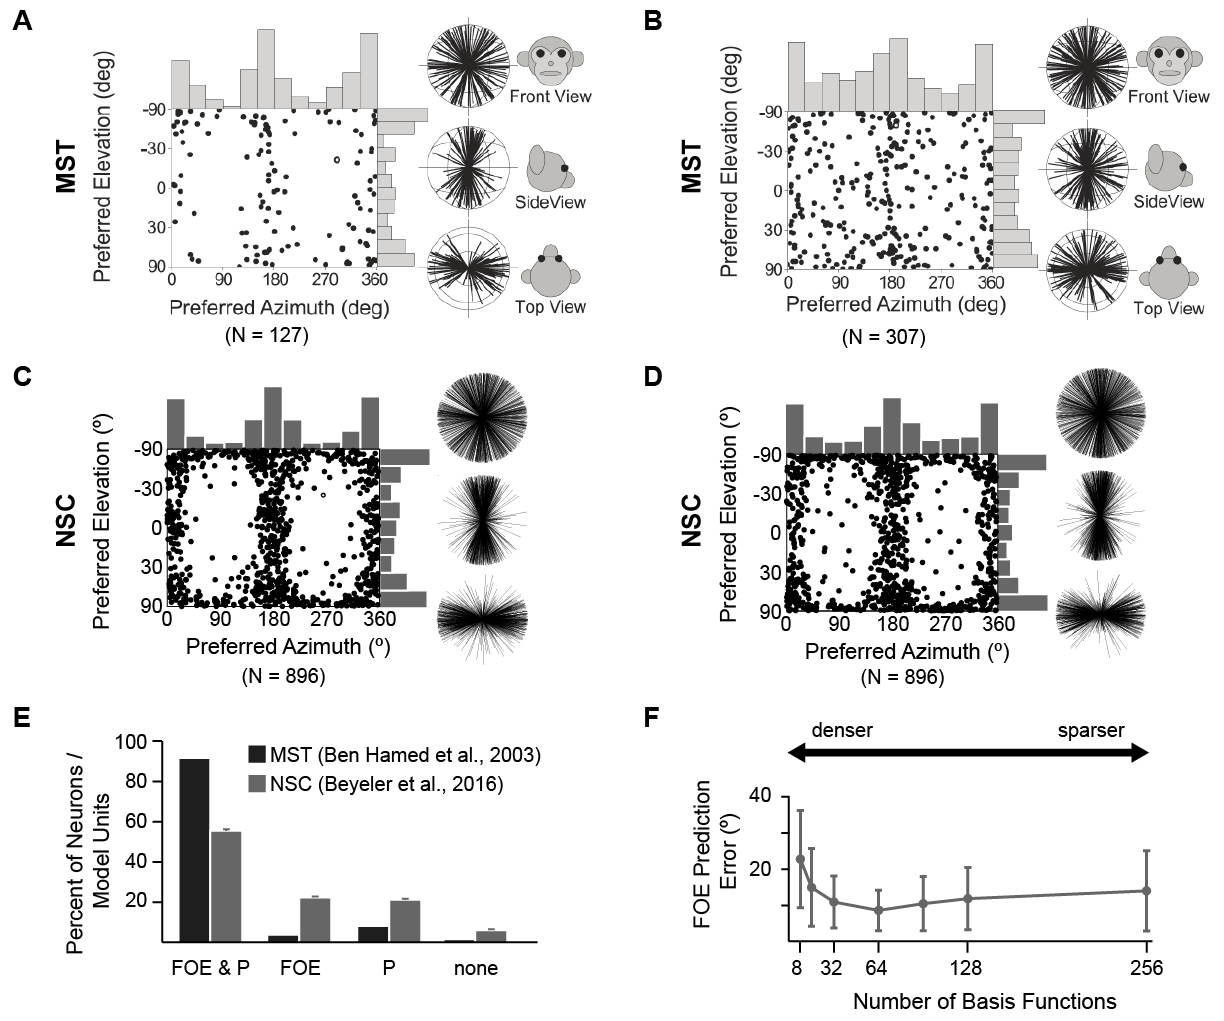 A
MST
Preferred Elevation (deg)
-90
-30
0
30
90
0
90
180
270
360
Preferred Azimuth (deg)
(N = 127)
Front View
SideView
Top View
B
MST
Preferred Elevation (deg)
-90
-30
0
30
90
0
90
180
270
360
Preferred Azimuth (deg)
(N = 307)
Front View
SideView
Top View
C
NSC
Preferred Elevation (º)
-90
-30
0
30
90
0
90
180
270
360
Preferred Azimuth (º)
(N = 896)
D
NSC
Preferred Elevation (º)
-90
-30
0
30
90
0
90
180
270
360
Preferred Azimuth (º)
(N = 896)
E
Percent of Neurons /
Model Units
100
80
60
40
20
MST (Ben Hamed et al., 2003)
NSC (Beyeler et al., 2016)
FOE & P
FOE
P
none
F
denser
sparser
FOE Prediction
Error (º)
40
20
8
32
64
128
256
Number of Basis Functions